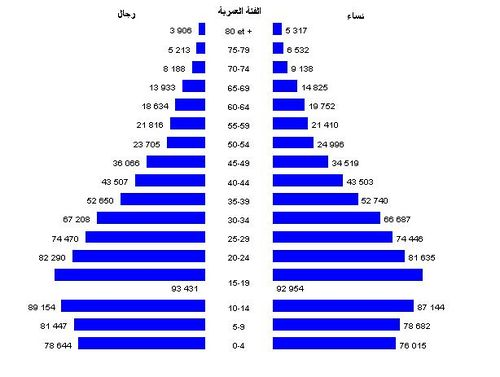 رجال الفئة العمرية نساء
3 906 80 et + 5 317
5 213 75-79 6 532
8 188 70-74 9 138
13 933 65-69 14 825
18 634 60-64 19 752
21 816 55-59 21 410
23 705 50-54 24 996
36 066 45-49 34 519
43 507 40-44 43 503
52 650 35-39 52 740
67 208 30-34 66 687
74 470 25-29 74 446
82 290 20-24 81 635
93 431 15-19 92 954
89 154 10-14 87 144
81 447 5-9 78 682
78 644 0-4 76 015